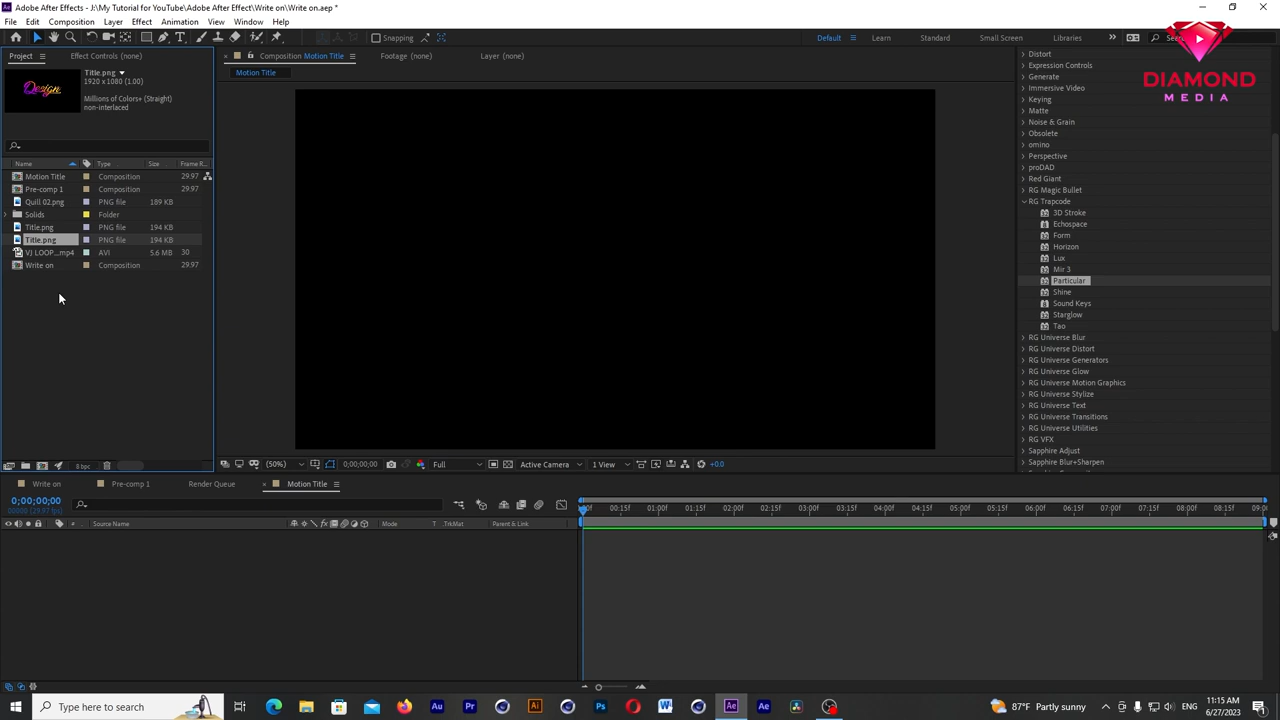 Adobe After Effects - J:\My Tutorial for YouTube\Adobe After Effect\Write on\Write on.aep *
File Edit Composition Layer Effect Animation View Window Help
Snapping
Default Learn Standard Small Screen Libraries
Project Effect Controls (none)
Composition Motion Title Footage (none) Layer (none)
Motion Title
Title.png
1920 x 1080 (1.00)
Millions of Colors+ (Straight)
non-interlaced
Design
Name Type Size Frame R...
Motion Title Composition 29.97
Pre-comp 1 Composition 29.97
Quill 02.png PNG file 189 KB
Solids Folder
Title.png PNG file 194 KB
Title.png PNG file 194 KB
VJ LOOP...mp4 AVI 5.6 MB 30
Write on Composition 29.97
8 bpc
(50%) 0;00;00;00 Full Active Camera 1 View +0.0
DIAMOND
MEDIA
Distort
Expression Controls
Generate
Immersive Video
Keying
Matte
Noise & Grain
Obsolete
omino
Perspective
proDAD
Red Giant
RG Magic Bullet
RG Trapcode
3D Stroke
Echospace
Form
Horizon
Lux
Mir 3
Particular
Shine
Sound Keys
Starglow
Tao
RG Universe Blur
RG Universe Distort
RG Universe Generators
RG Universe Glow
RG Universe Motion Graphics
RG Universe Stylize
RG Universe Text
RG Universe Transitions
RG Universe Utilities
RG VFX
Sapphire Adjust
Sapphire Blur+Sharpen
Write on Pre-comp 1 Render Queue Motion Title
0;00;00;00
00000 (29.97 fps)
# Source Name Mode T .TrkMat Parent & Link
00:15f 01:00f 01:15f 02:00f 02:15f 03:00f 03:15f 04:00f 04:15f 05:00f 05:15f 06:00f 06:15f 07:00f 07:15f 08:00f 08:15f 09:0
Type here to search
87°F Partly sunny
11:15 AM
6/27/2023